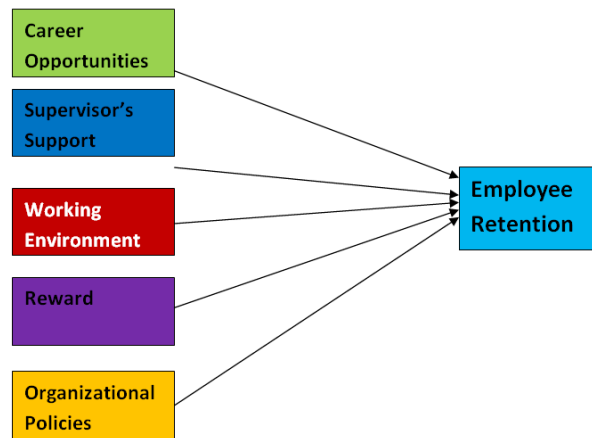 Career
Opportunities
Supervisor's
Support
Working
Environment
Reward
Organizational
Policies
Employee
Retention